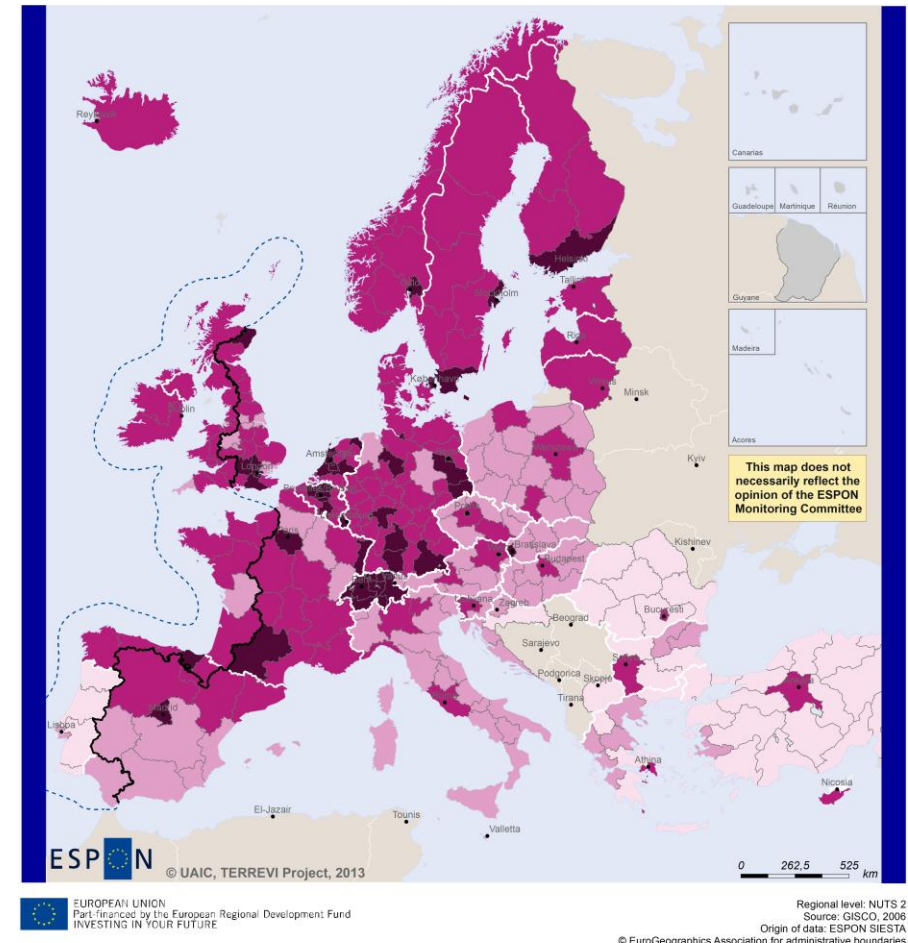 Reykjavik
Canarias
Guadeloupe Martinique Réunion
Guyane
Madeira
Acores
Helsinki
Tallinn
Oslo
Stockholm
Riga
København
Vilnius
Minsk
Dublin
Amsterdam
London
Kyiv
This map does not
necessarily reflect the
opinion of the ESPON
Monitoring Committee
Paris
Praha
Bratislava
Kishinev
Budapest
Ljubljana
Zagreb
Beograd
Bucuresti
Sarajevo
Podgorica
Skopje
Sofia
Tirana
Madrid
Lisboa
Athina
Nicosia
El-Jazair
Tounis
Valletta
ESPON
© UAIC, TERREVI Project, 2013
0 262,5 525
km
EUROPEAN UNION
Part-financed by the European Regional Development Fund
INVESTING IN YOUR FUTURE
Regional level: NUTS 2
Source: GISCO, 2006
Origin of data: ESPON SIESTA
© EuroGeographics Association for administrative boundaries